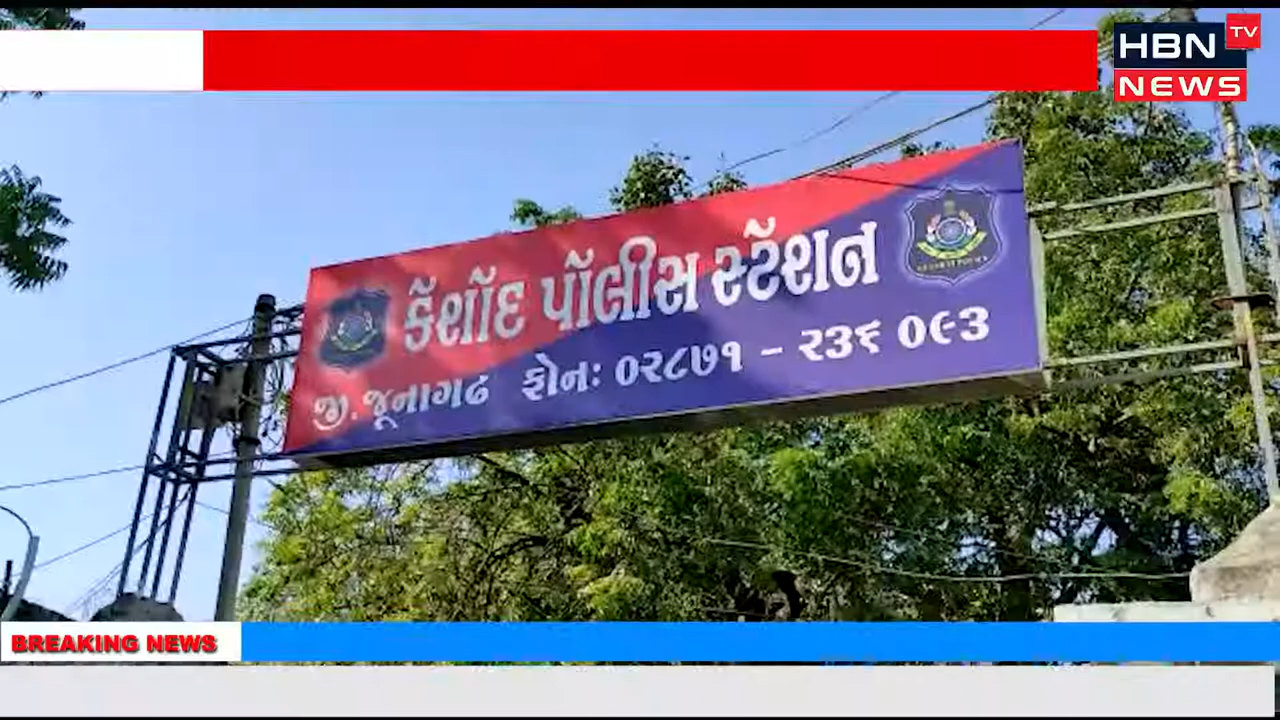 HBN TV
NEWS
કેશોદ પોલીસ સ્ટેશન
જી. જૂનાગઢ ફોનઃ ૦૨૮૭૧ - ૨૩૬ ૦૯૩
BREAKING NEWS